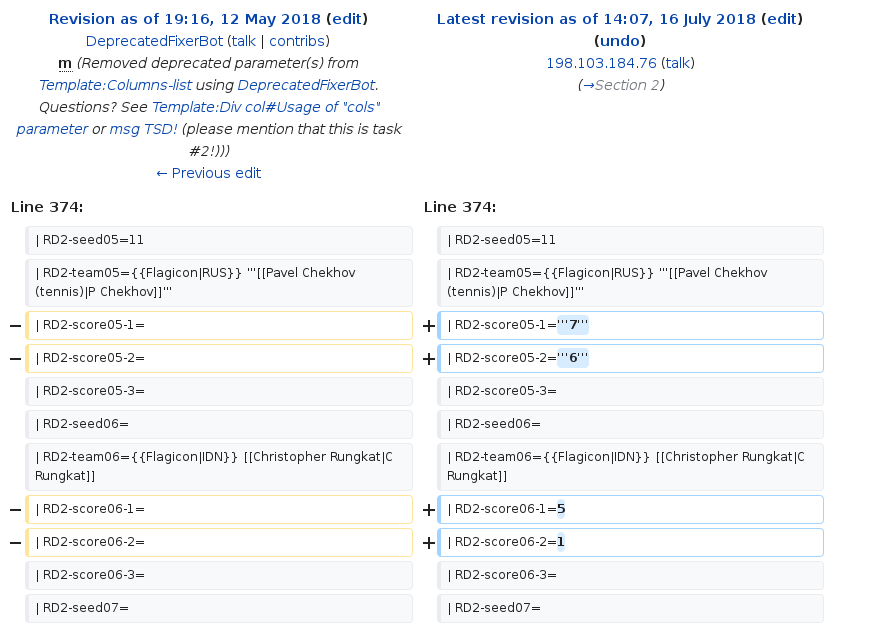 Revision as of 19:16, 12 May 2018 (edit)
DeprecatedFixerBot (talk | contribs)
m (Removed deprecated parameter(s) from
Template:Columns-list using DeprecatedFixerBot.
Questions? See Template:Div col#Usage of "cols"
parameter or msg TSD! (please mention that this is task
#2!)))
← Previous edit
Latest revision as of 14:07, 16 July 2018 (edit)
(undo)
198.103.184.76 (talk)
(→Section 2)
Line 374:
Line 374:
| RD2-seed05=11
| RD2-seed05=11
| RD2-team05={{Flagicon|RUS}} '''[[Pavel Chekhov
(tennis)|P Chekhov]]'''
| RD2-team05={{Flagicon|RUS}} '''[[Pavel Chekhov
(tennis)|P Chekhov]]'''
− | RD2-score05-1=
+ | RD2-score05-1='''7'''
− | RD2-score05-2=
+ | RD2-score05-2='''6'''
| RD2-score05-3=
| RD2-score05-3=
| RD2-seed06=
| RD2-seed06=
| RD2-team06={{Flagicon|IDN}} [[Christopher Rungkat|C
Rungkat]]
| RD2-team06={{Flagicon|IDN}} [[Christopher Rungkat|C
Rungkat]]
− | RD2-score06-1=
+ | RD2-score06-1=5
− | RD2-score06-2=
+ | RD2-score06-2=1
| RD2-score06-3=
| RD2-score06-3=
| RD2-seed07=
| RD2-seed07=